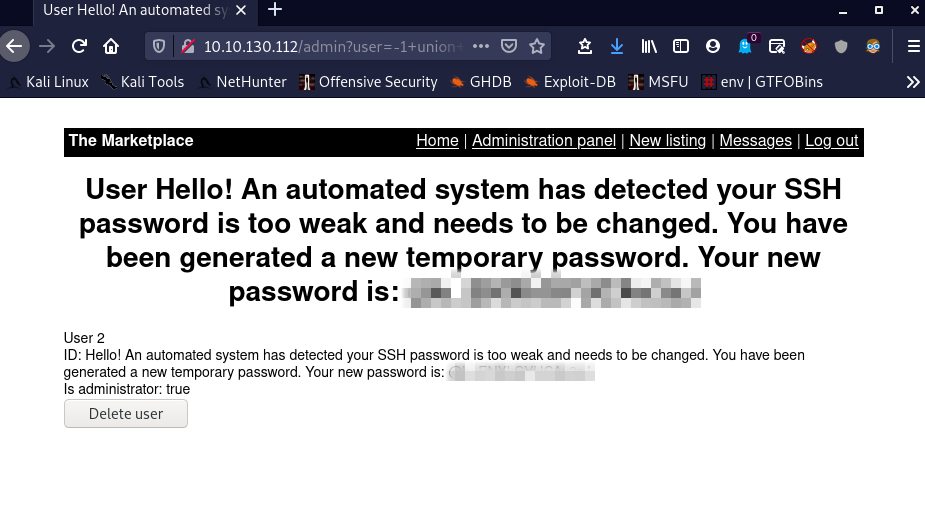 User Hello! An automated sy
10.10.130.112/admin?user=-1+union+
0
Kali Linux Kali Tools NetHunter Offensive Security GHDB Exploit-DB MSFU env | GTFOBins
The Marketplace Home | Administration panel | New listing | Messages | Log out
User Hello! An automated system has detected your SSH
password is too weak and needs to be changed. You have
been generated a new temporary password. Your new
password is:
User 2
ID: Hello! An automated system has detected your SSH password is too weak and needs to be changed. You have been
generated a new temporary password. Your new password is:
Is administrator: true
Delete user